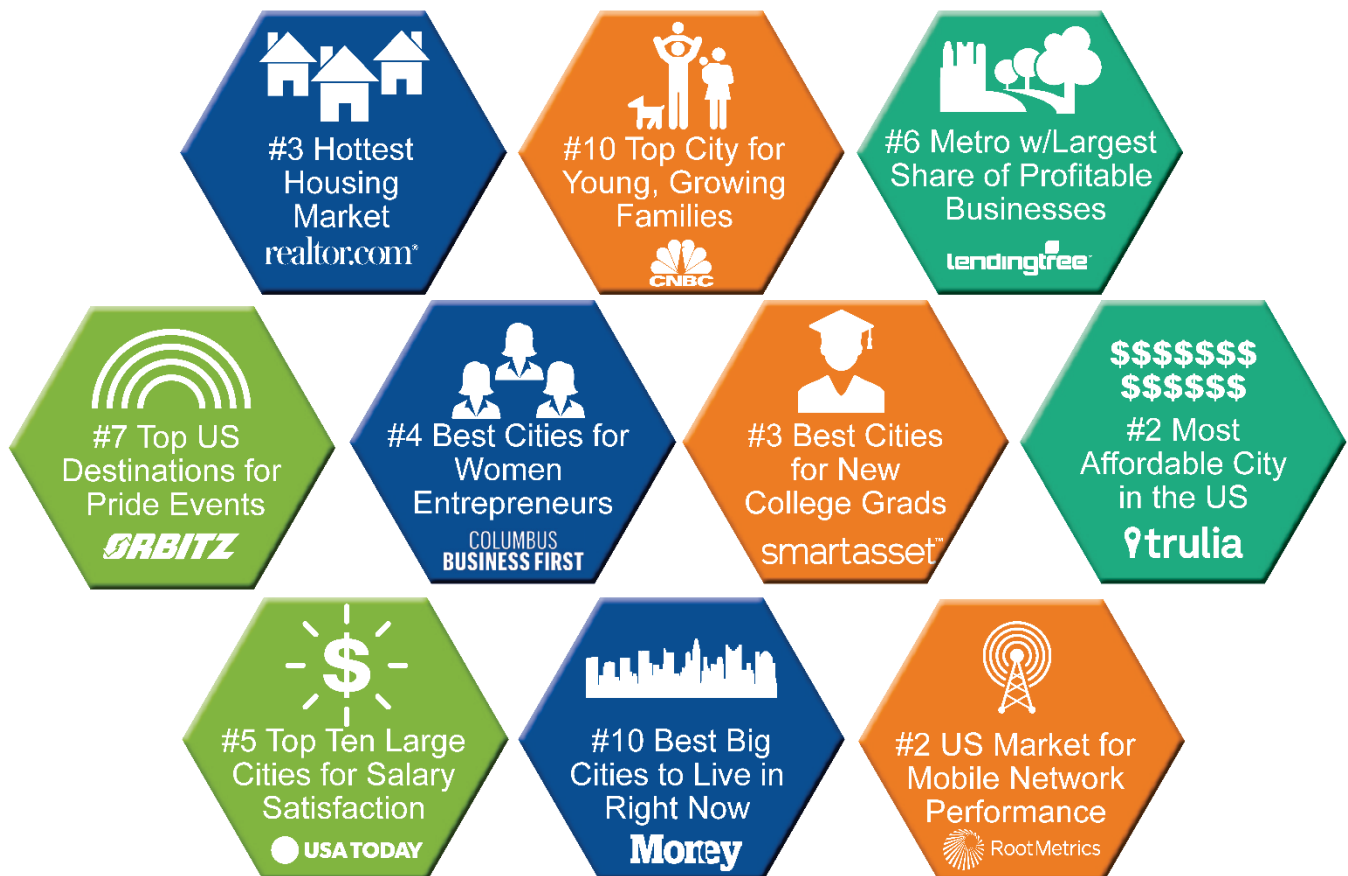 #3 Hottest
Housing
Market
realtor.com®
#10 Top City for
Young, Growing
Families
CNBC
#6 Metro w/Largest
Share of Profitable
Businesses
lendingtree
#7 Top US
Destinations for
Pride Events
ORBITZ
#4 Best Cities for
Women
Entrepreneurs
COLUMBUS
BUSINESS FIRST
#3 Best Cities
for New
College Grads
smartasset™
$$$$$$$
$$$$$$
#2 Most
Affordable City
in the US
trulia
$
#5 Top Ten Large
Cities for Salary
Satisfaction
USA TODAY
#10 Best Big
Cities to Live in
Right Now
Money
#2 US Market for
Mobile Network
Performance
RootMetrics